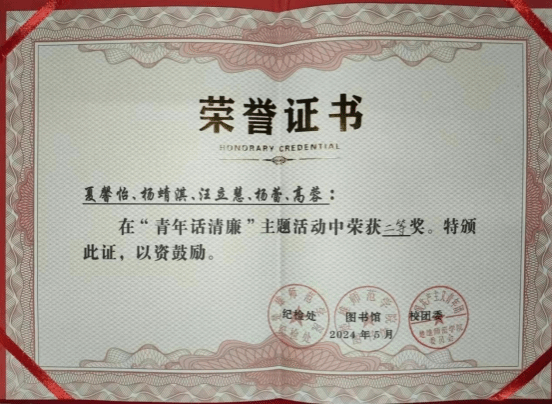 荣誉证书
HONORARY CREDENTIAL
夏馨怡、杨婧淇、汪立慧、杨蕾、高蓉：
在“青年话清廉”主题活动中荣获二等奖。特颁
此证，以资鼓励。
纪检处 图书馆 校团委
2024年5月